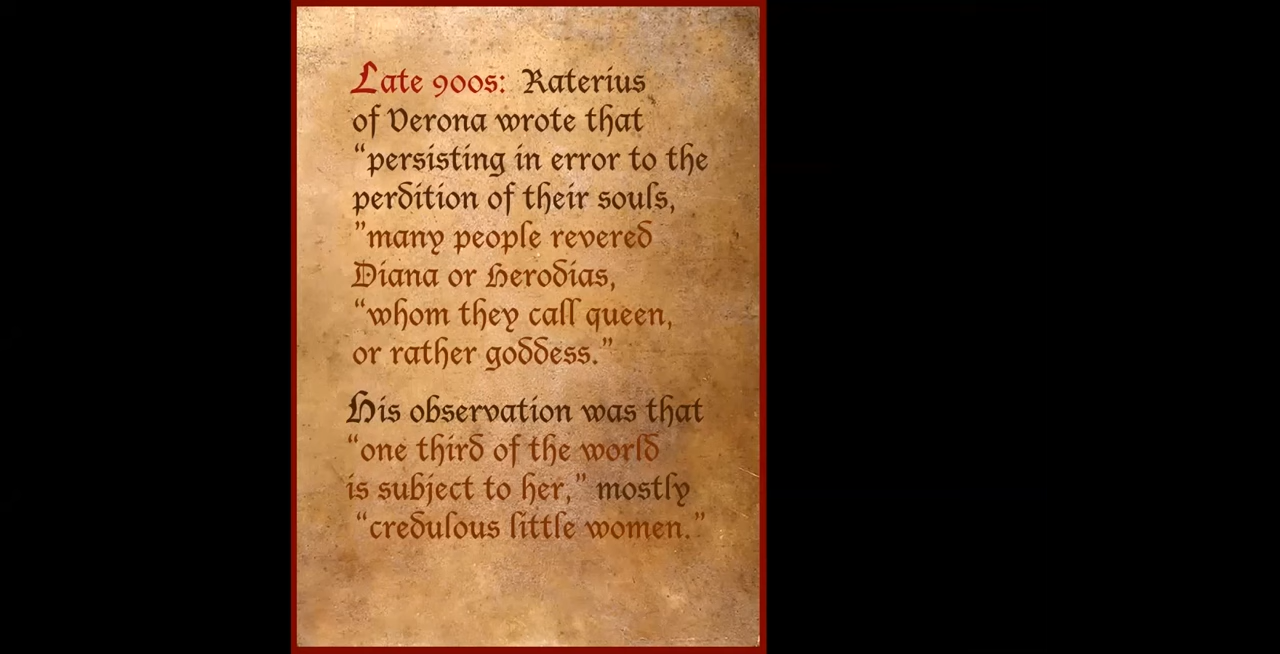 Late 900s: Raterius
of Verona wrote that
“persisting in error to the
perdition of their souls,
”many people revered
Diana or Herodias,
“whom they call queen,
or rather goddess.”
His observation was that
“one third of the world
is subject to her,” mostly
“credulous little women.”